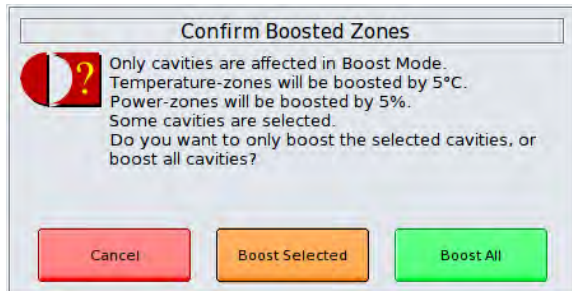 Confirm Boosted Zones
?
Only cavities are affected in Boost Mode.
Temperature-zones will be boosted by 5°C.
Power-zones will be boosted by 5%.
Some cavities are selected.
Do you want to only boost the selected cavities, or
boost all cavities?
Cancel
Boost Selected
Boost All